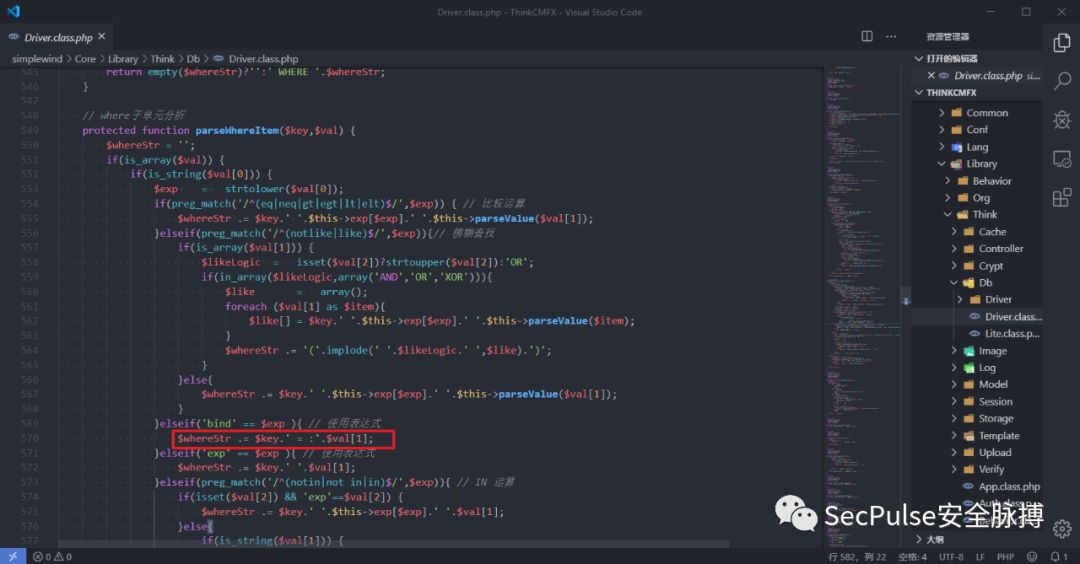 Driver.class.php - ThinkCMFX - Visual Studio Code
Driver.class.php ×
资源管理器
simplewind > Core > Library > Think > Db > Driver.class.php
打开的编辑器
× Driver.class.php si...
THINKCMFX
Common
Conf
Lang
Library
Behavior
Org
Think
Cache
Controller
Crypt
Db
Driver
Driver.class....
Lite.class.p...
Image
Log
Model
Session
Storage
Template
Upload
Verify
App.class.php
大纲
545 return empty($whereStr)?'':' WHERE '.$whereStr;
546 }
547
548 // where子单元分析
549 protected function parseWhereItem($key,$val) {
550 $whereStr = '';
551 if(is_array($val)) {
552 if(is_string($val[0])) {
553 $exp = strtolower($val[0]);
554 if(preg_match('/^(eq|neq|gt|egt|lt|elt)$/',$exp)) { // 比较运算
555 $whereStr .= $key.' '.$this->exp[$exp].' '.$this->parseValue($val[1]);
556 }elseif(preg_match('/^(notlike|like)$/',$exp)){// 模糊查找
557 if(is_array($val[1])) {
558 $likeLogic = isset($val[2])?strtoupper($val[2]):'OR';
559 if(in_array($likeLogic,array('AND','OR','XOR'))){
560 $like = array();
561 foreach ($val[1] as $item){
562 $like[] = $key.' '.$this->exp[$exp].' '.$this->parseValue($item);
563 }
564 $whereStr .= '('.implode(' '.$likeLogic.' ',$like).')';
565 }
566 }else{
567 $whereStr .= $key.' '.$this->exp[$exp].' '.$this->parseValue($val[1]);
568 }
569 }elseif('bind' == $exp ){ // 使用表达式
570 $whereStr .= $key.' = :'.$val[1];
571 }elseif('exp' == $exp ){ // 使用表达式
572 $whereStr .= $key.' '.$val[1];
573 }elseif(preg_match('/^(notin|not in|in)$/',$exp)){ // IN 运算
574 if(isset($val[2]) && 'exp'==$val[2]) {
575 $whereStr .= $key.' '.$this->exp[$exp].' '.$val[1];
576 }else{
577 if(is_string($val[1])) {
SecPulse安全脉搏
0 0
行 582，列 22 空格: 4 UTF-8 LF PHP 1